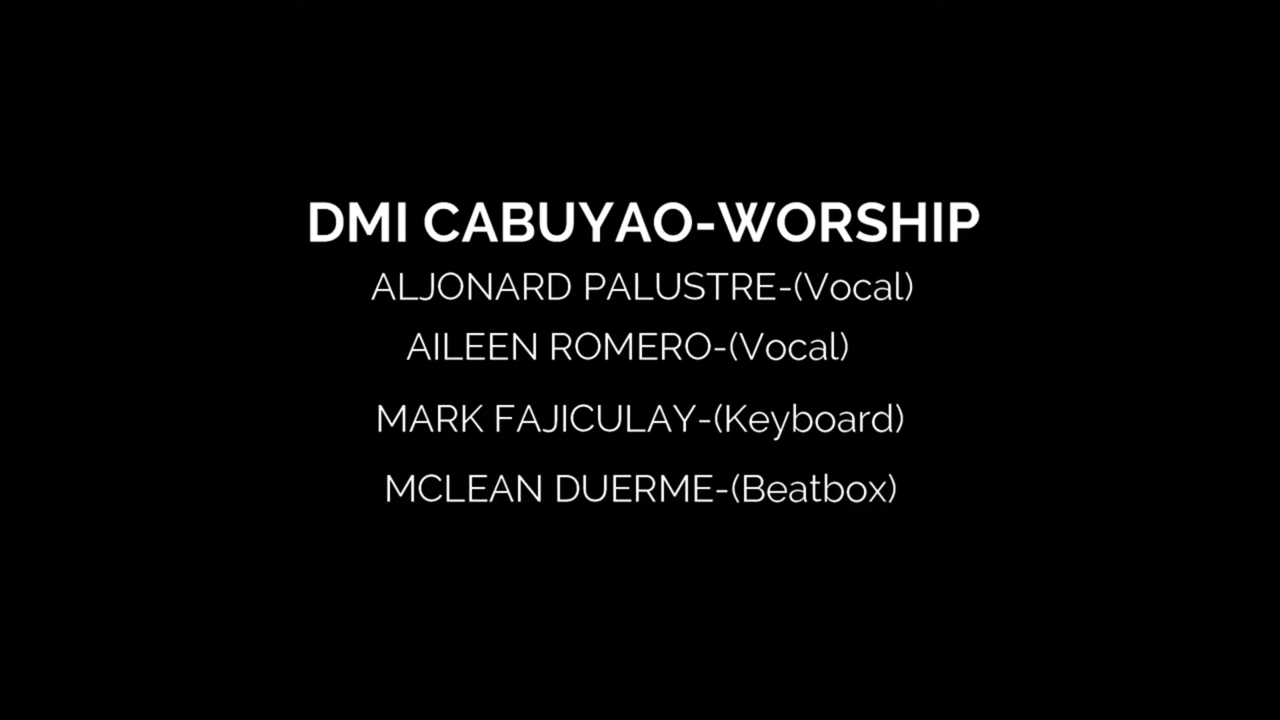 DMI CABUYAO-WORSHIP
ALJONARD PALUSTRE-(Vocal)
AILEEN ROMERO-(Vocal)
MARK FAJICULAY-(Keyboard)
MCLEAN DUERME-(Beatbox)